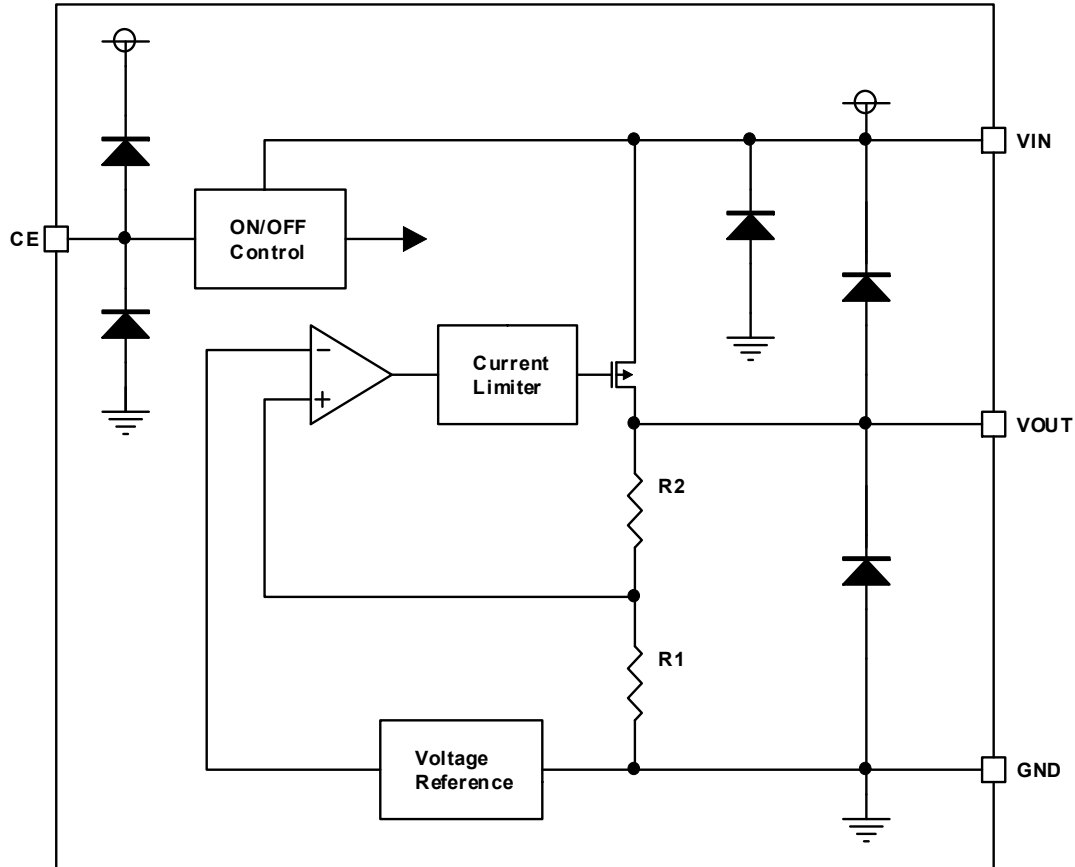 VIN
CE
ON/OFF
Control
−
Current
Limiter
+
VOUT
R2
R1
Voltage
Reference
GND